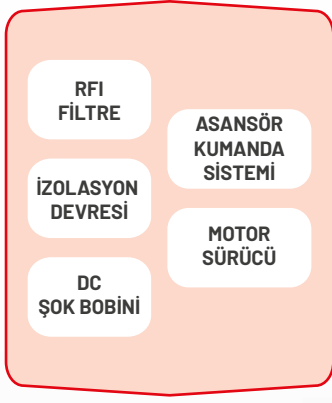 RFI
FİLTRE
İZOLASYON
DEVRESİ
DC
ŞOK BOBİNİ
ASANSÖR
KUMANDA
SİSTEMİ
MOTOR
SÜRÜCÜ